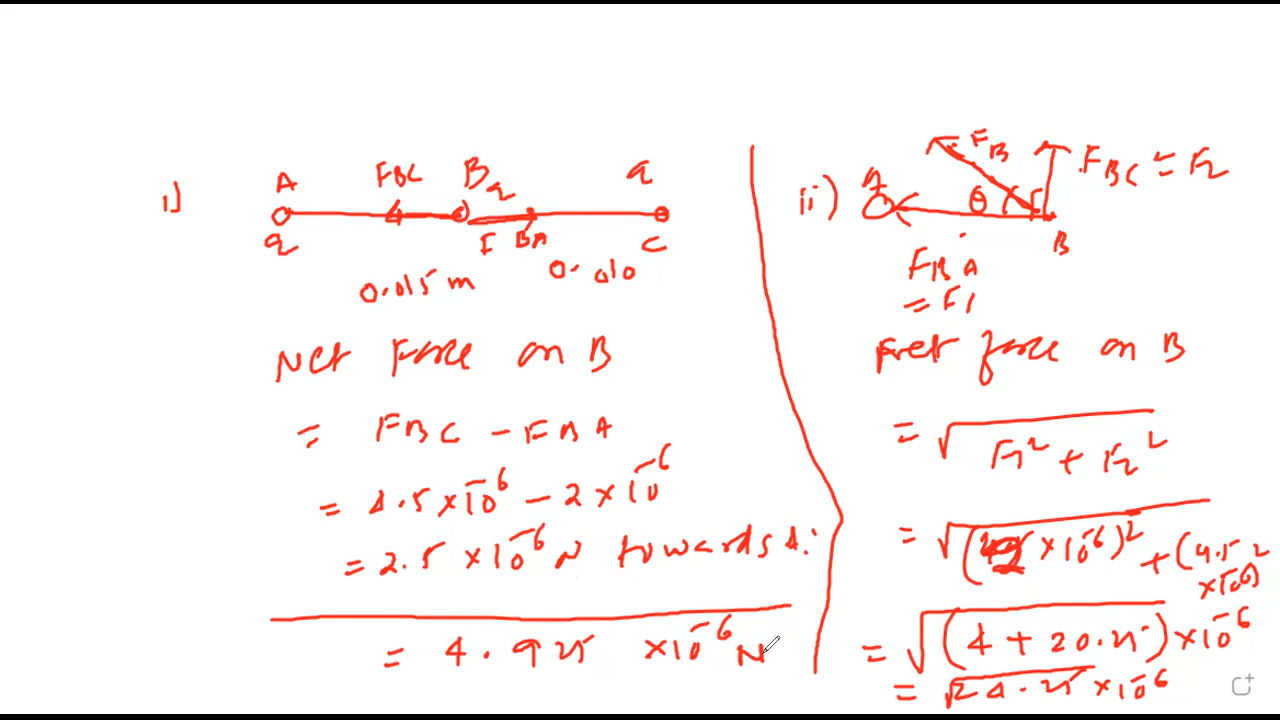 i)
A FBC B q q
q F BA C
0.015 m 0.010
Net Force on B
= FBC - FBA
= 4.5 × 10⁻⁶ - 2 × 10⁻⁶
= 2.5 × 10⁻⁶ N towards A.
= 4.925 × 10⁻⁶ N
ii)
FB
FBC = F2
θ
B
FBA
= F1
net force on B
= √F1² + F2²
= √(2 × 10⁻⁶)² + (4.5 × 10⁻⁶)²
= √(4 + 20.25) × 10⁻⁶
= √24.25 × 10⁻⁶